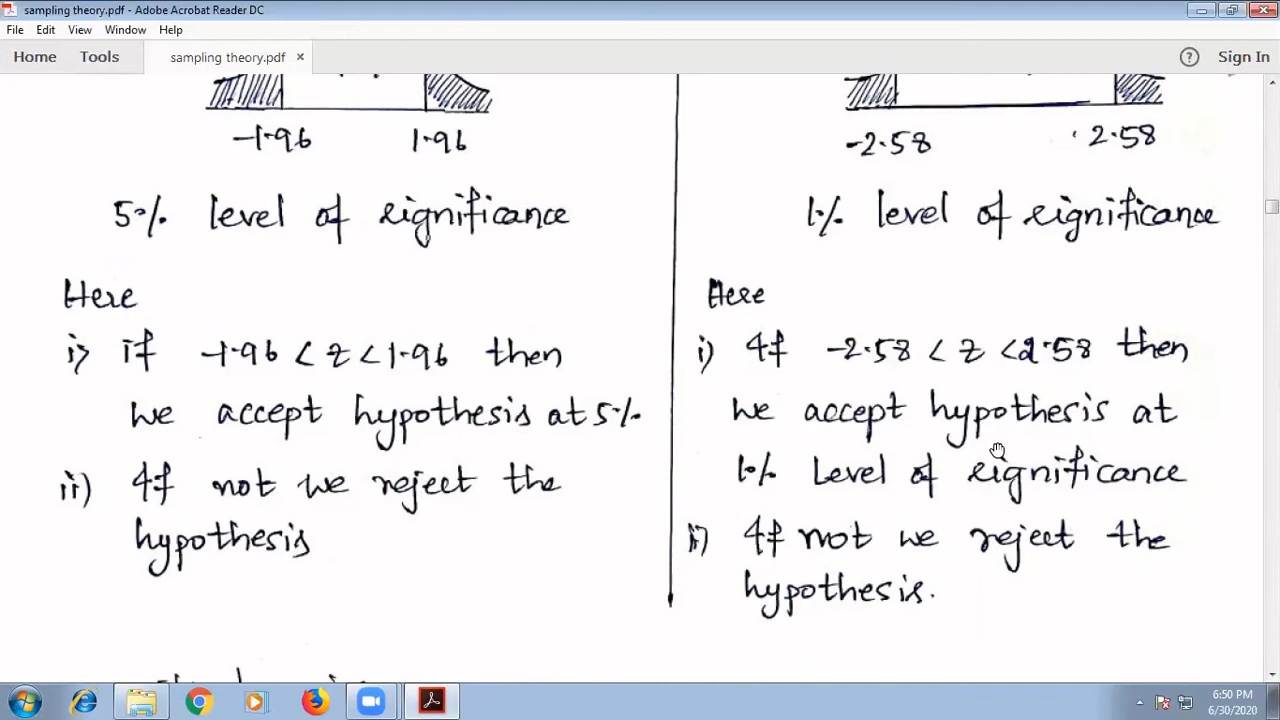 sampling theory.pdf - Adobe Acrobat Reader DC
File Edit View Window Help
Home Tools sampling theory.pdf × ? Sign In
-1.96 1.96
5% level of significance
Here
i) if -1.96 < z < 1.96 then
we accept hypothesis at 5%
ii) If not we reject the
hypothesis
-2.58 2.58
1% level of significance
Here
i) If -2.58 < z < 2.58 then
we accept hypothesis at
1% Level of significance
ii) If not we reject the
hypothesis.
6:50 PM
6/30/2020